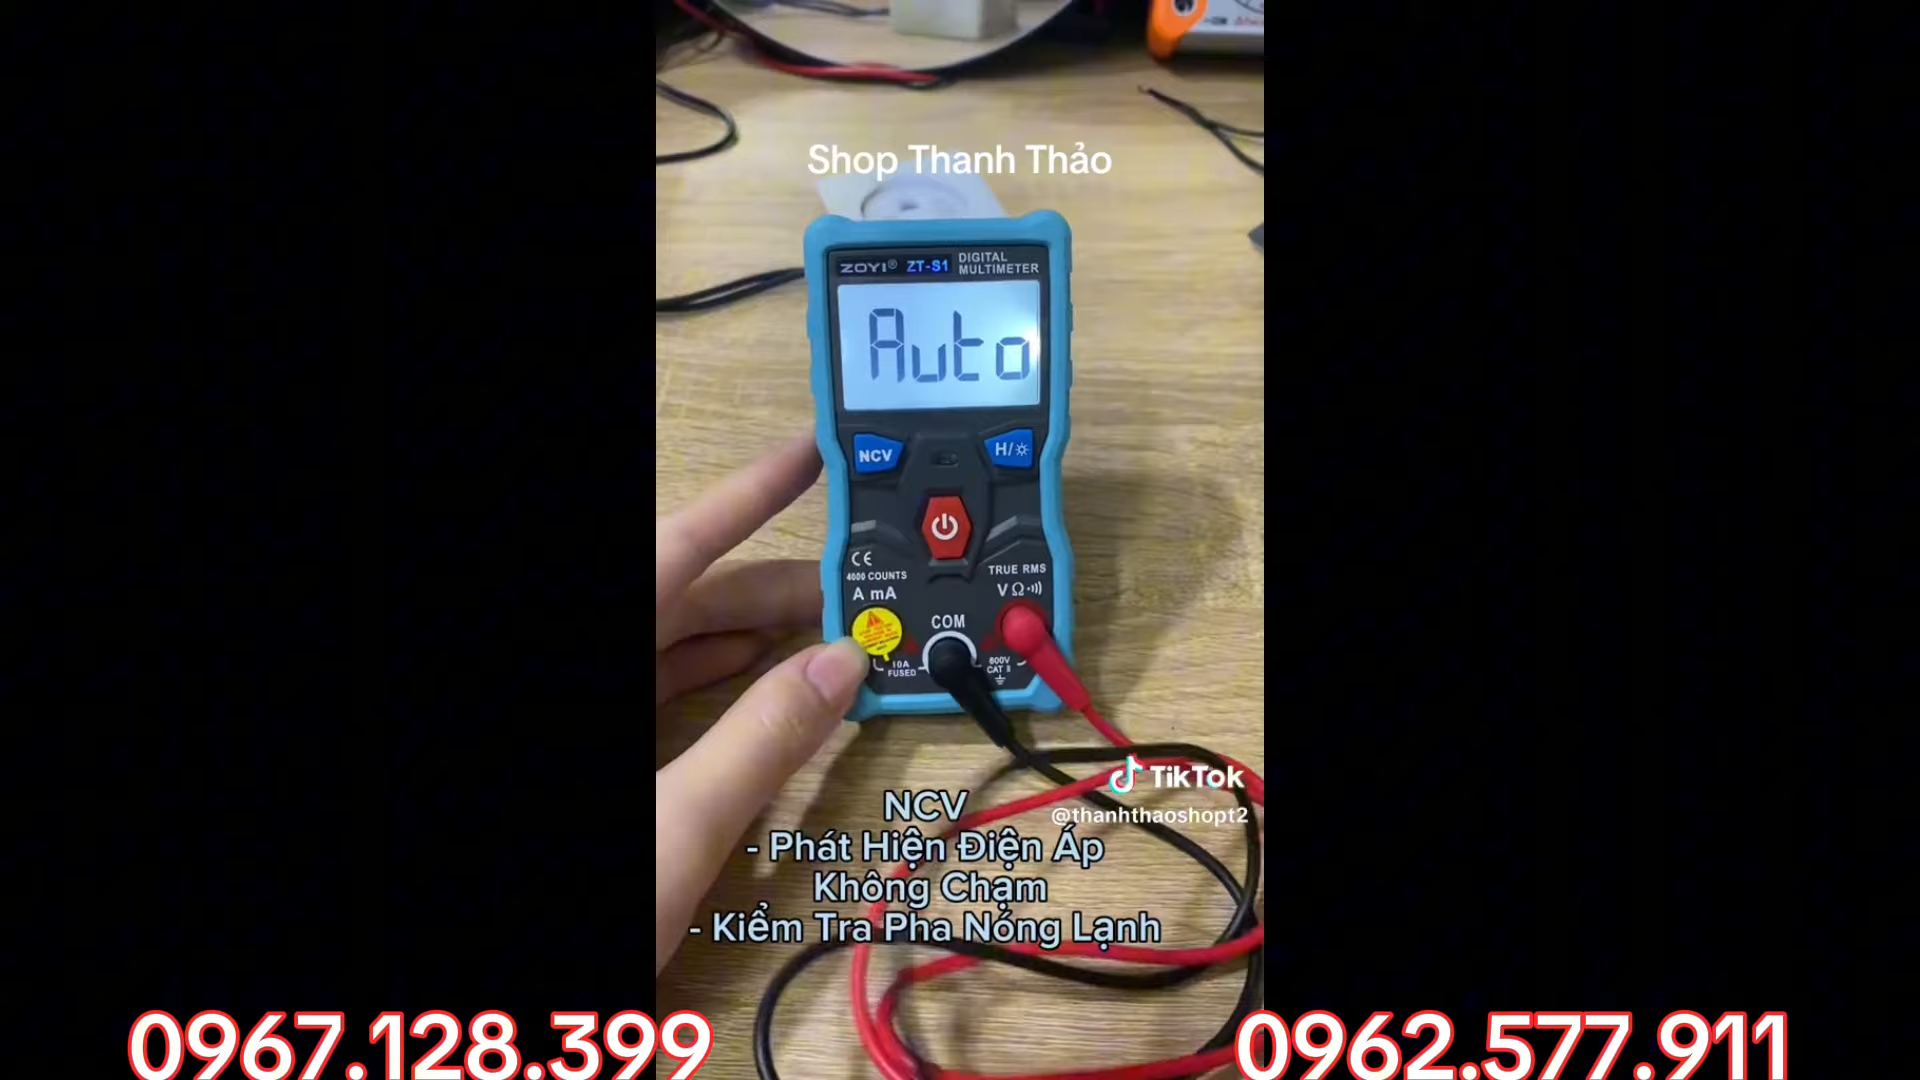 Shop Thanh Thảo
ZOYI® ZT-S1 DIGITAL
MULTIMETER
Auto
NCV
H/
CE
4000 COUNTS
A mA
TRUE RMS
V Ω
COM
10A
FUSED
600V
CAT II
TikTok
@thanhthaoshopt2
NCV
- Phát Hiện Điện Áp
Không Chạm
- Kiểm Tra Pha Nóng Lạnh
0967.128.399
0962.577.911